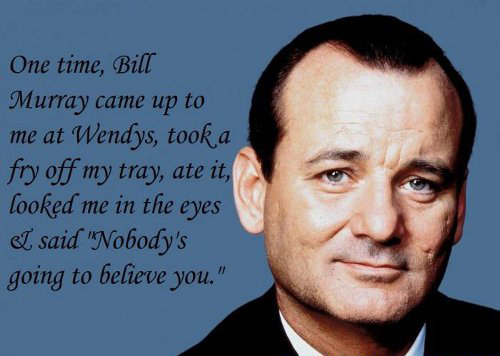 One time, Bill
Murray came up to
me at Wendys, took a
fry off my tray, ate it,
looked me in the eyes
& said "Nobody's
going to believe you."